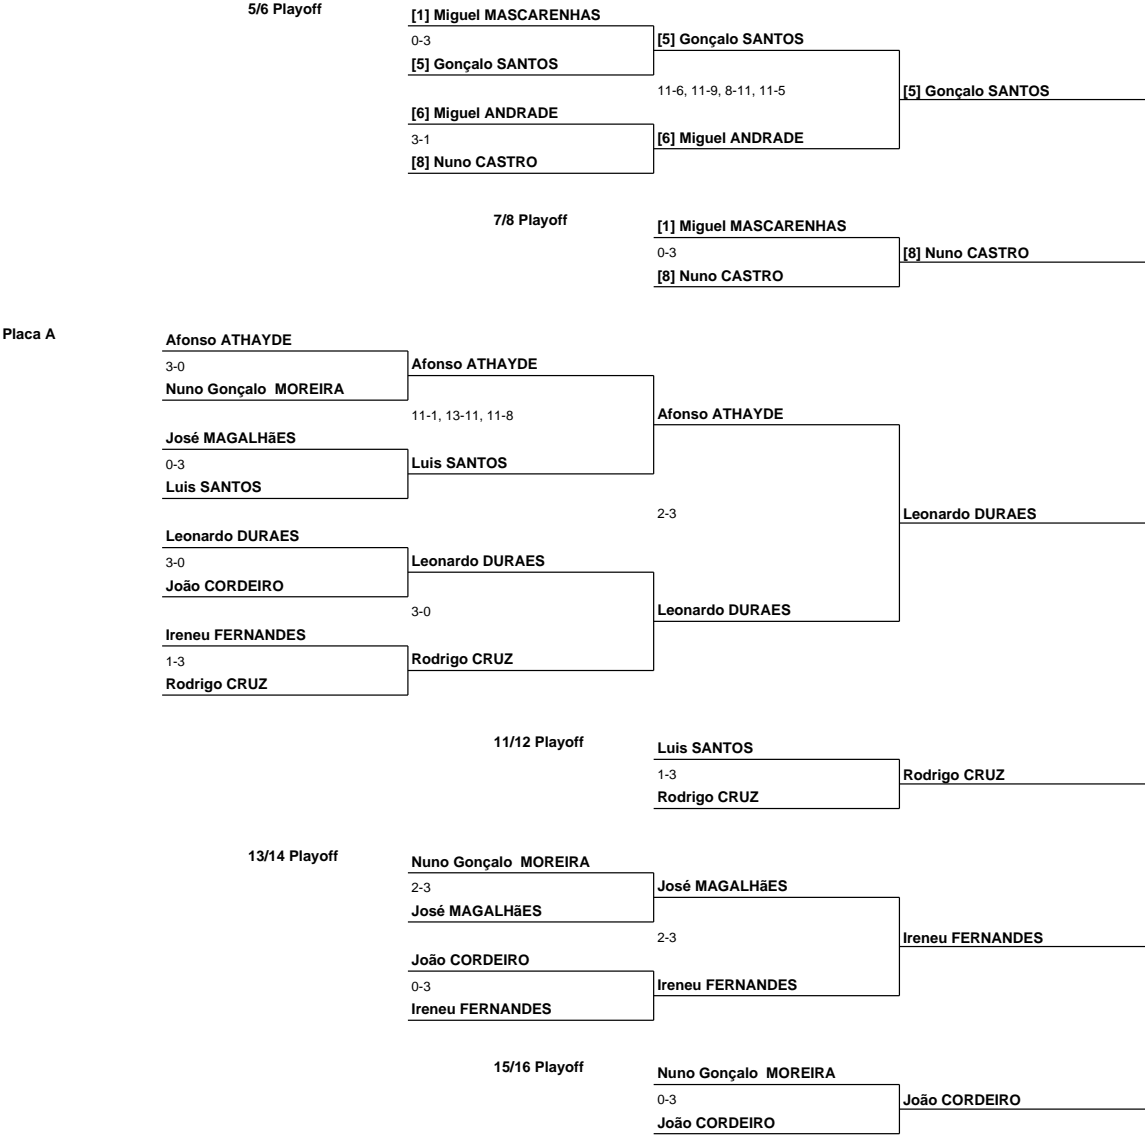 5/6 Playoff
[1] Miguel MASCARENHAS
0-3
[5] Gonçalo SANTOS
[5] Gonçalo SANTOS
11-6, 11-9, 8-11, 11-5
[5] Gonçalo SANTOS
[6] Miguel ANDRADE
3-1
[6] Miguel ANDRADE
[8] Nuno CASTRO
7/8 Playoff
[1] Miguel MASCARENHAS
0-3
[8] Nuno CASTRO
[8] Nuno CASTRO
Placa A
Afonso ATHAYDE
3-0
Afonso ATHAYDE
Nuno Gonçalo  MOREIRA
11-1, 13-11, 11-8
Afonso ATHAYDE
José MAGALHãES
0-3
Luis SANTOS
Luis SANTOS
2-3
Leonardo DURAES
Leonardo DURAES
3-0
Leonardo DURAES
João CORDEIRO
3-0
Leonardo DURAES
Ireneu FERNANDES
1-3
Rodrigo CRUZ
Rodrigo CRUZ
11/12 Playoff
Luis SANTOS
1-3
Rodrigo CRUZ
Rodrigo CRUZ
13/14 Playoff
Nuno Gonçalo  MOREIRA
2-3
José MAGALHãES
José MAGALHãES
2-3
Ireneu FERNANDES
João CORDEIRO
0-3
Ireneu FERNANDES
Ireneu FERNANDES
15/16 Playoff
Nuno Gonçalo  MOREIRA
0-3
João CORDEIRO
João CORDEIRO